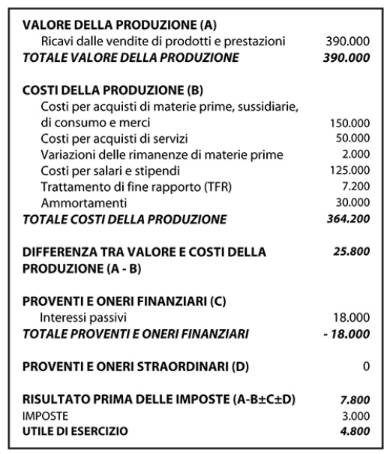 VALORE DELLA PRODUZIONE (A)
Ricavi dalle vendite di prodotti e prestazioni 390.000
TOTALE VALORE DELLA PRODUZIONE 390.000
COSTI DELLA PRODUZIONE (B)
Costi per acquisti di materie prime, sussidiarie,
di consumo e merci 150.000
Costi per acquisti di servizi 50.000
Variazioni delle rimanenze di materie prime 2.000
Costi per salari e stipendi 125.000
Trattamento di fine rapporto (TFR) 7.200
Ammortamenti 30.000
TOTALE COSTI DELLA PRODUZIONE 364.200
DIFFERENZA TRA VALORE E COSTI DELLA 25.800
PRODUZIONE (A - B)
PROVENTI E ONERI FINANZIARI (C)
Interessi passivi 18.000
TOTALE PROVENTI E ONERI FINANZIARI - 18.000
PROVENTI E ONERI STRAORDINARI (D) 0
RISULTATO PRIMA DELLE IMPOSTE (A-B±C±D) 7.800
IMPOSTE 3.000
UTILE DI ESERCIZIO 4.800